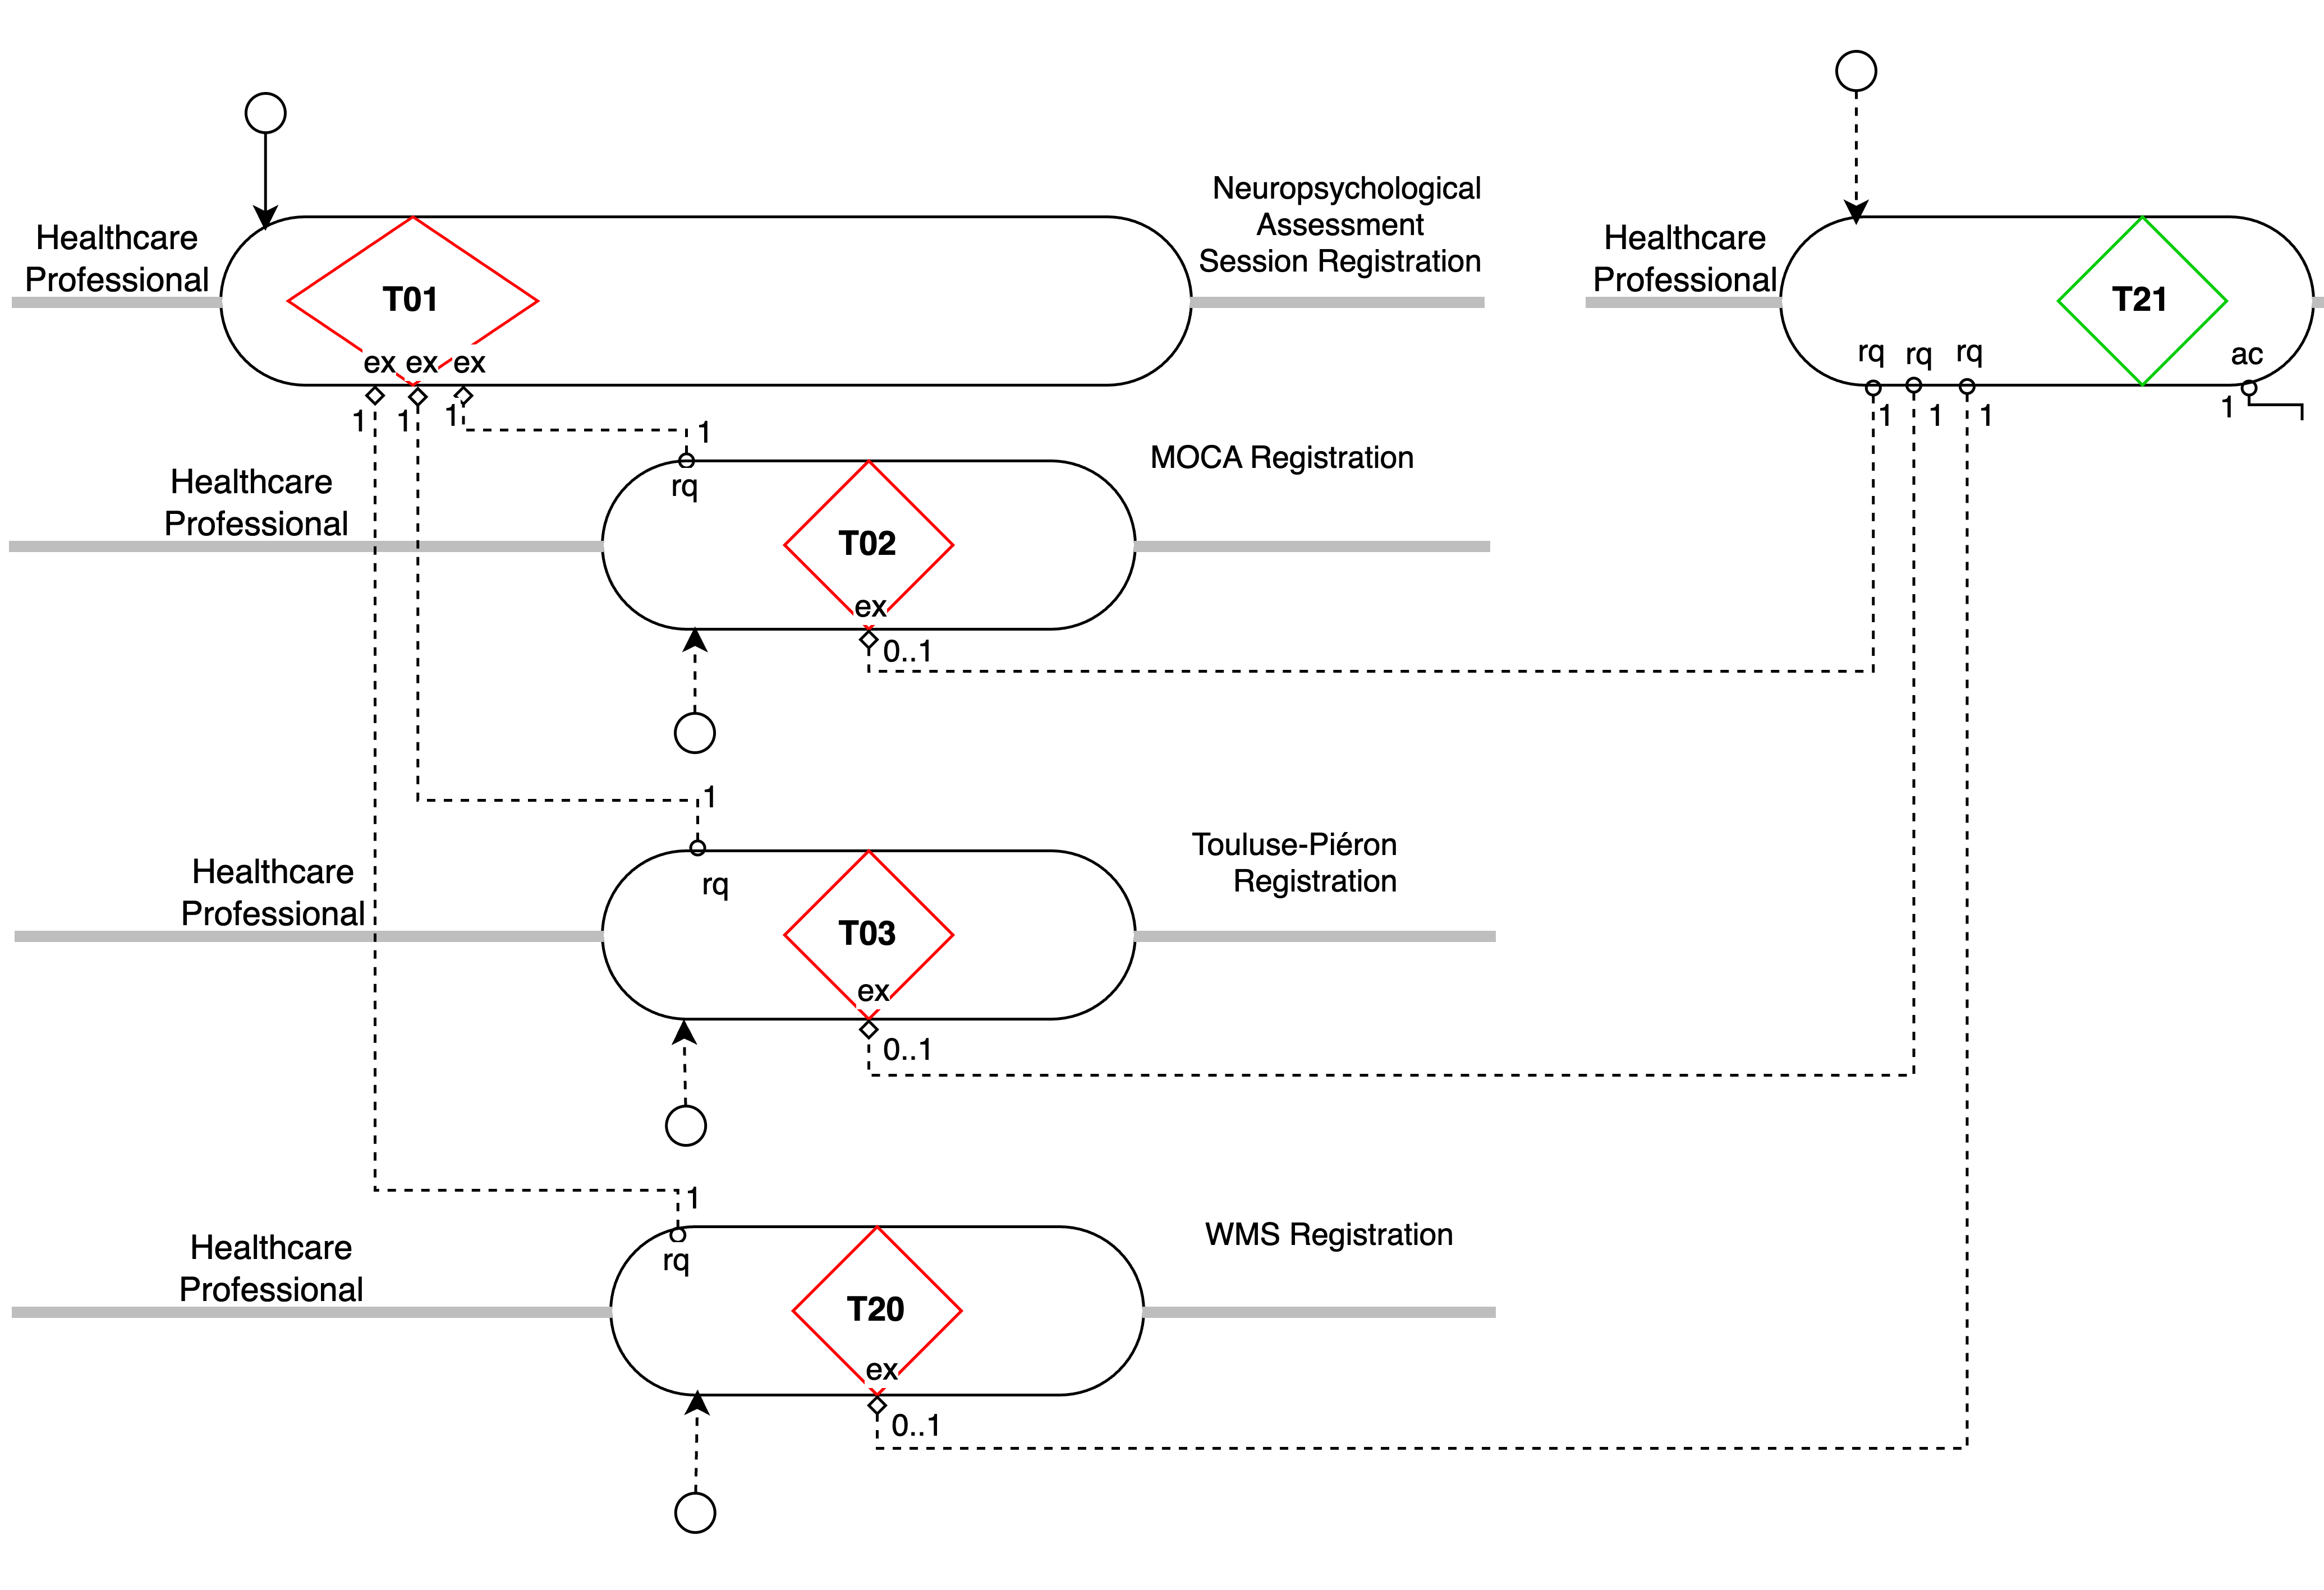 Neuropsychological
Assessment
Session Registration
Healthcare
Professional
T01
ex ex ex
1
1
1
Healthcare
Professional
T21
rq rq rq
ac
1
1
1
1
1
MOCA Registration
Healthcare
Professional
rq
T02
ex
0..1
1
Touluse-Piéron
Registration
Healthcare
Professional
rq
T03
ex
0..1
1
WMS Registration
Healthcare
Professional
rq
T20
ex
0..1